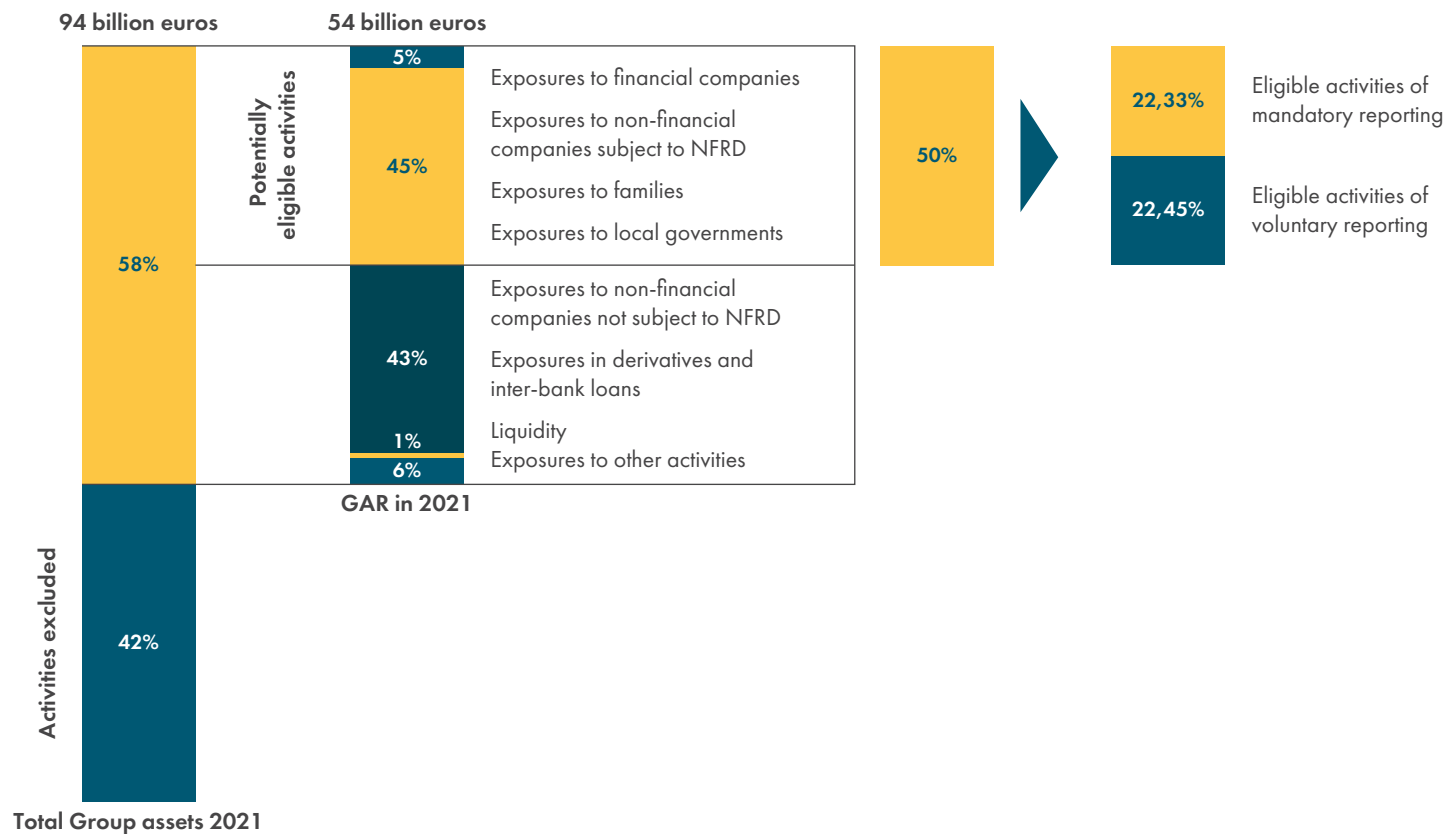 94 billion euros
54 billion euros
58%
42%
Activities excluded
Total Group assets 2021
Potentially
eligible activities
5%
45%
43%
1%
6%
GAR in 2021
Exposures to financial companies
Exposures to non-financial
companies subject to NFRD
Exposures to families
Exposures to local governments
Exposures to non-financial
companies not subject to NFRD
Exposures in derivatives and
inter-bank loans
Liquidity
Exposures to other activities
50%
22,33%
Eligible activities of
mandatory reporting
22,45%
Eligible activities of
voluntary reporting